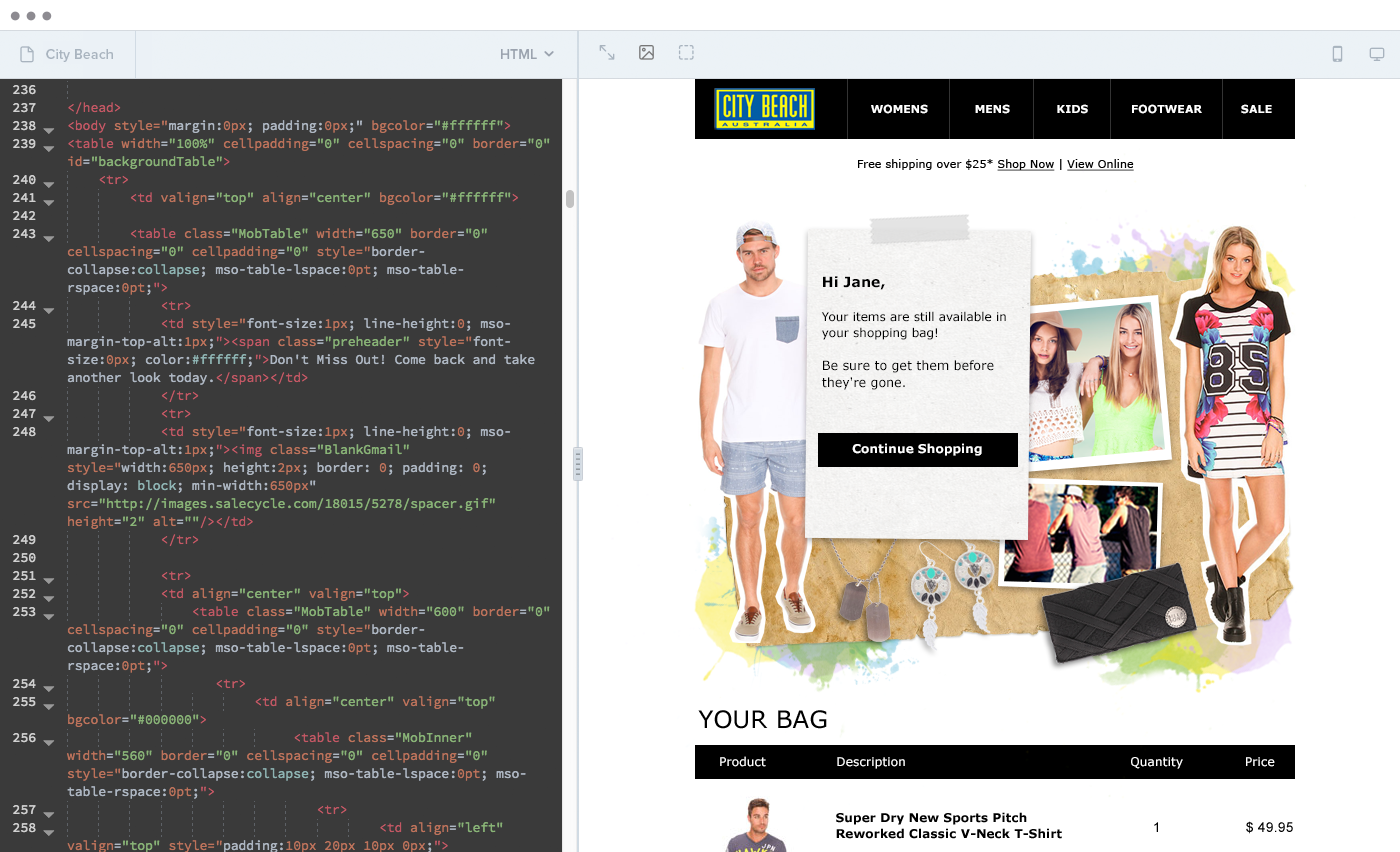 City Beach
HTML
236
237 </head>
238 <body style="margin:0px; padding:0px;" bgcolor="#ffffff">
239 <table width="100%" cellpadding="0" cellspacing="0" border="0"
id="backgroundTable">
240 <tr>
241 <td valign="top" align="center" bgcolor="#ffffff">
242
243 <table class="MobTable" width="650" border="0"
cellspacing="0" cellpadding="0" style="border-
collapse:collapse; mso-table-lspace:0pt; mso-table-
rspace:0pt;">
244 <tr>
245 <td style="font-size:1px; line-height:0; mso-
margin-top-alt:1px;"><span class="preheader" style="font-
size:0px; color:#ffffff;">Don't Miss Out! Come back and take
another look today.</span></td>
246 </tr>
247 <tr>
248 <td style="font-size:1px; line-height:0; mso-
margin-top-alt:1px;"><img class="BlankGmail"
style="width:650px; height:2px; border: 0; padding: 0;
display: block; min-width:650px"
src="http://images.salecycle.com/18015/5278/spacer.gif"
height="2" alt=""/></td>
249 </tr>
250
251 <tr>
252 <td align="center" valign="top">
253 <table class="MobTable" width="600" border="0"
cellspacing="0" cellpadding="0" style="border-
collapse:collapse; mso-table-lspace:0pt; mso-table-
rspace:0pt;">
254 <tr>
255 <td align="center" valign="top"
bgcolor="#000000">
256 <table class="MobInner"
width="560" border="0" cellspacing="0" cellpadding="0"
style="border-collapse:collapse; mso-table-lspace:0pt; mso-
table-rspace:0pt;">
257 <tr>
258 <td align="left"
valign="top" style="padding:10px 20px 10px 0px;">
CITY BEACH
AUSTRALIA
WOMENS MENS KIDS FOOTWEAR SALE
Free shipping over $25* Shop Now | View Online
Hi Jane,
Your items are still available in
your shopping bag!
Be sure to get them before
they're gone.
Continue Shopping
85
YOUR BAG
Product Description Quantity Price
Super Dry New Sports Pitch
Reworked Classic V-Neck T-Shirt
1
$ 49.95